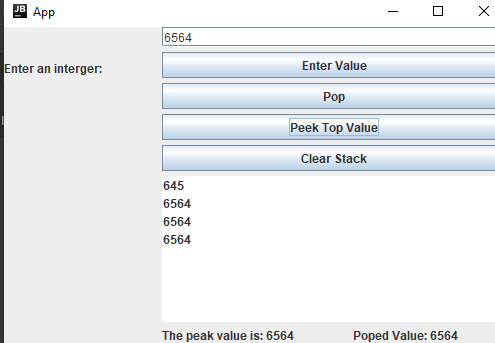 JB App
6564
Enter an interger:
Enter Value
Pop
Peek Top Value
Clear Stack
645
6564
6564
6564
The peak value is: 6564 Poped Value: 6564